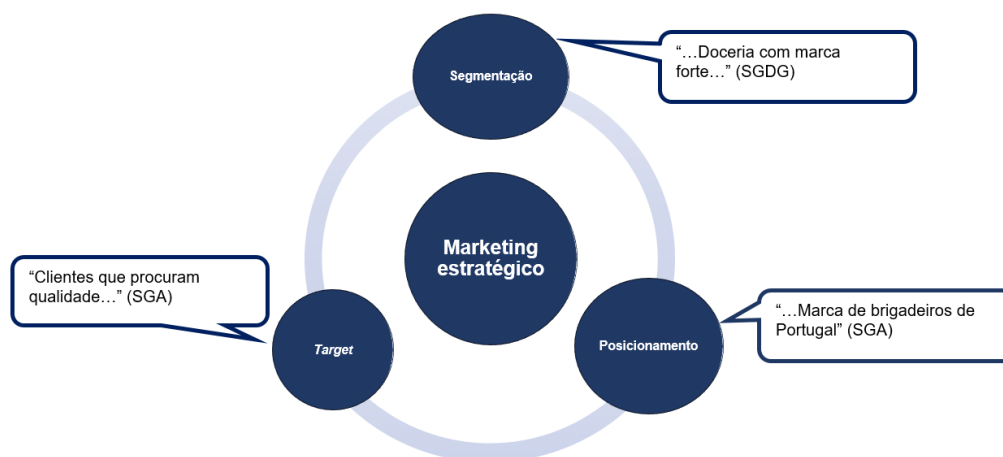 Segmentação
“…Doceria com marca
forte…” (SGDG)
Marketing
estratégico
“Clientes que procuram
qualidade…” (SGA)
Target
Posicionamento
“…Marca de brigadeiros de
Portugal” (SGA)